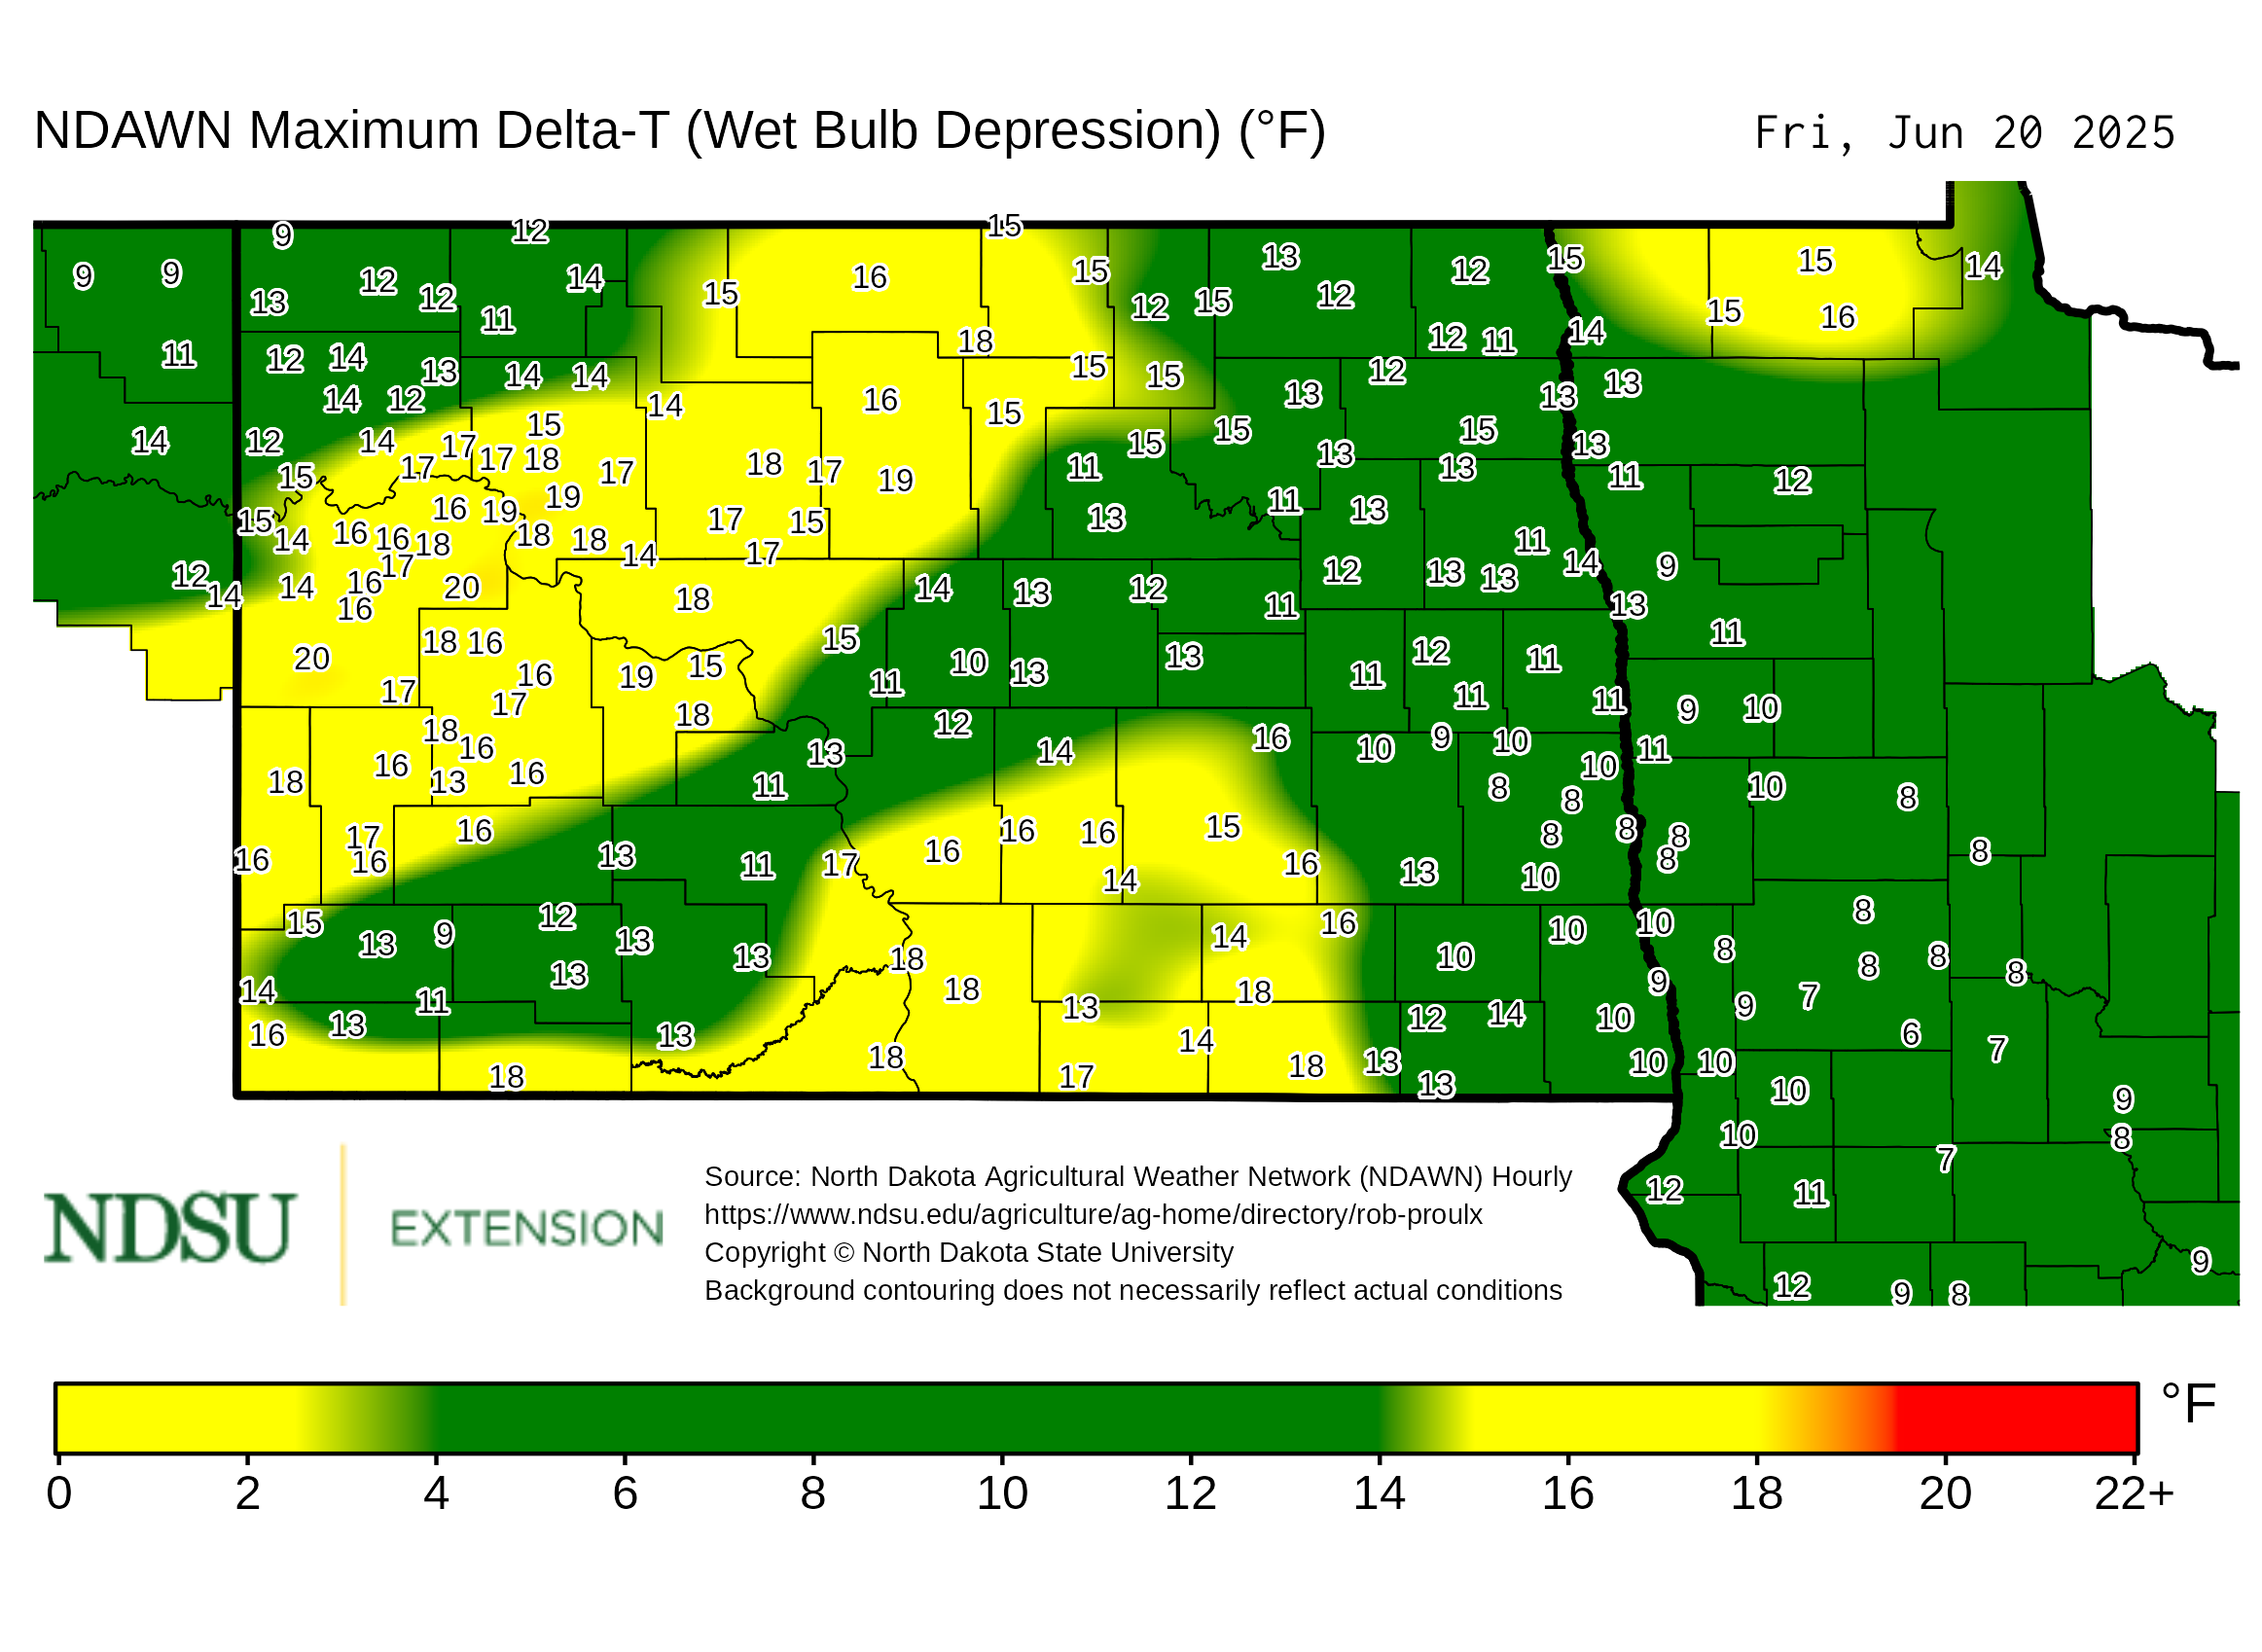 NDAWN Maximum Delta-T (Wet Bulb Depression) (°F) Fri, Jun 20 2025
9 12 15
9 9 12 14 15 16 15 13 12 15 15 14
13 12 11 15 12 15 12 15 16
11 12 14 13 14 14 18 15 15 12 11 14
14 12 14 16 15 13 12 13 13
14 12 14 17 15 15 15 15 13
15 17 17 18 17 18 17 19 11 13 13 11 12
15 16 19 19 17 15 13 11 13
14 16 16 18 18 18 14 17 11 14
12 14 14 16 17 20 18 14 13 12 11 12 13 13 9
16 13
20 18 16 15 10 13 13 12 11 11
17 16 19 15 11 11 11 11
17 18 12 16 9 10 9 10
18 16 13 14 10 10 11
18 16 13 16 11 8 8 10 8
17 16 16 16 16 15 8 8 8
16 16 13 11 17 14 16 13 10 8 8
15 13 9 12 13 16 10 10 8
13 13 18 14 10 8 8 8
14 11 18 13 18 9 9 7 8
16 13 13 14 12 14 10 6
18 18 17 18 13 13 10 10 7
10 9
10 8
7
12 11
9
12 9 8
NDSU
EXTENSION
Source: North Dakota Agricultural Weather Network (NDAWN) Hourly
https://www.ndsu.edu/agriculture/ag-home/directory/rob-proulx
Copyright © North Dakota State University
Background contouring does not necessarily reflect actual conditions
°F
0 2 4 6 8 10 12 14 16 18 20 22+